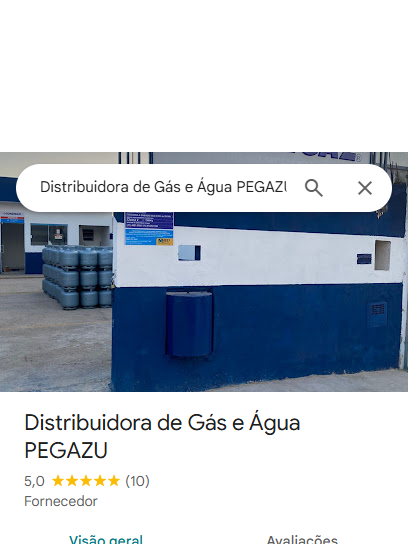 Distribuidora de Gás e Água PEGAZU
Distribuidora de Gás e Água
PEGAZU
5,0 (10)
Fornecedor
Visão geral Avaliações